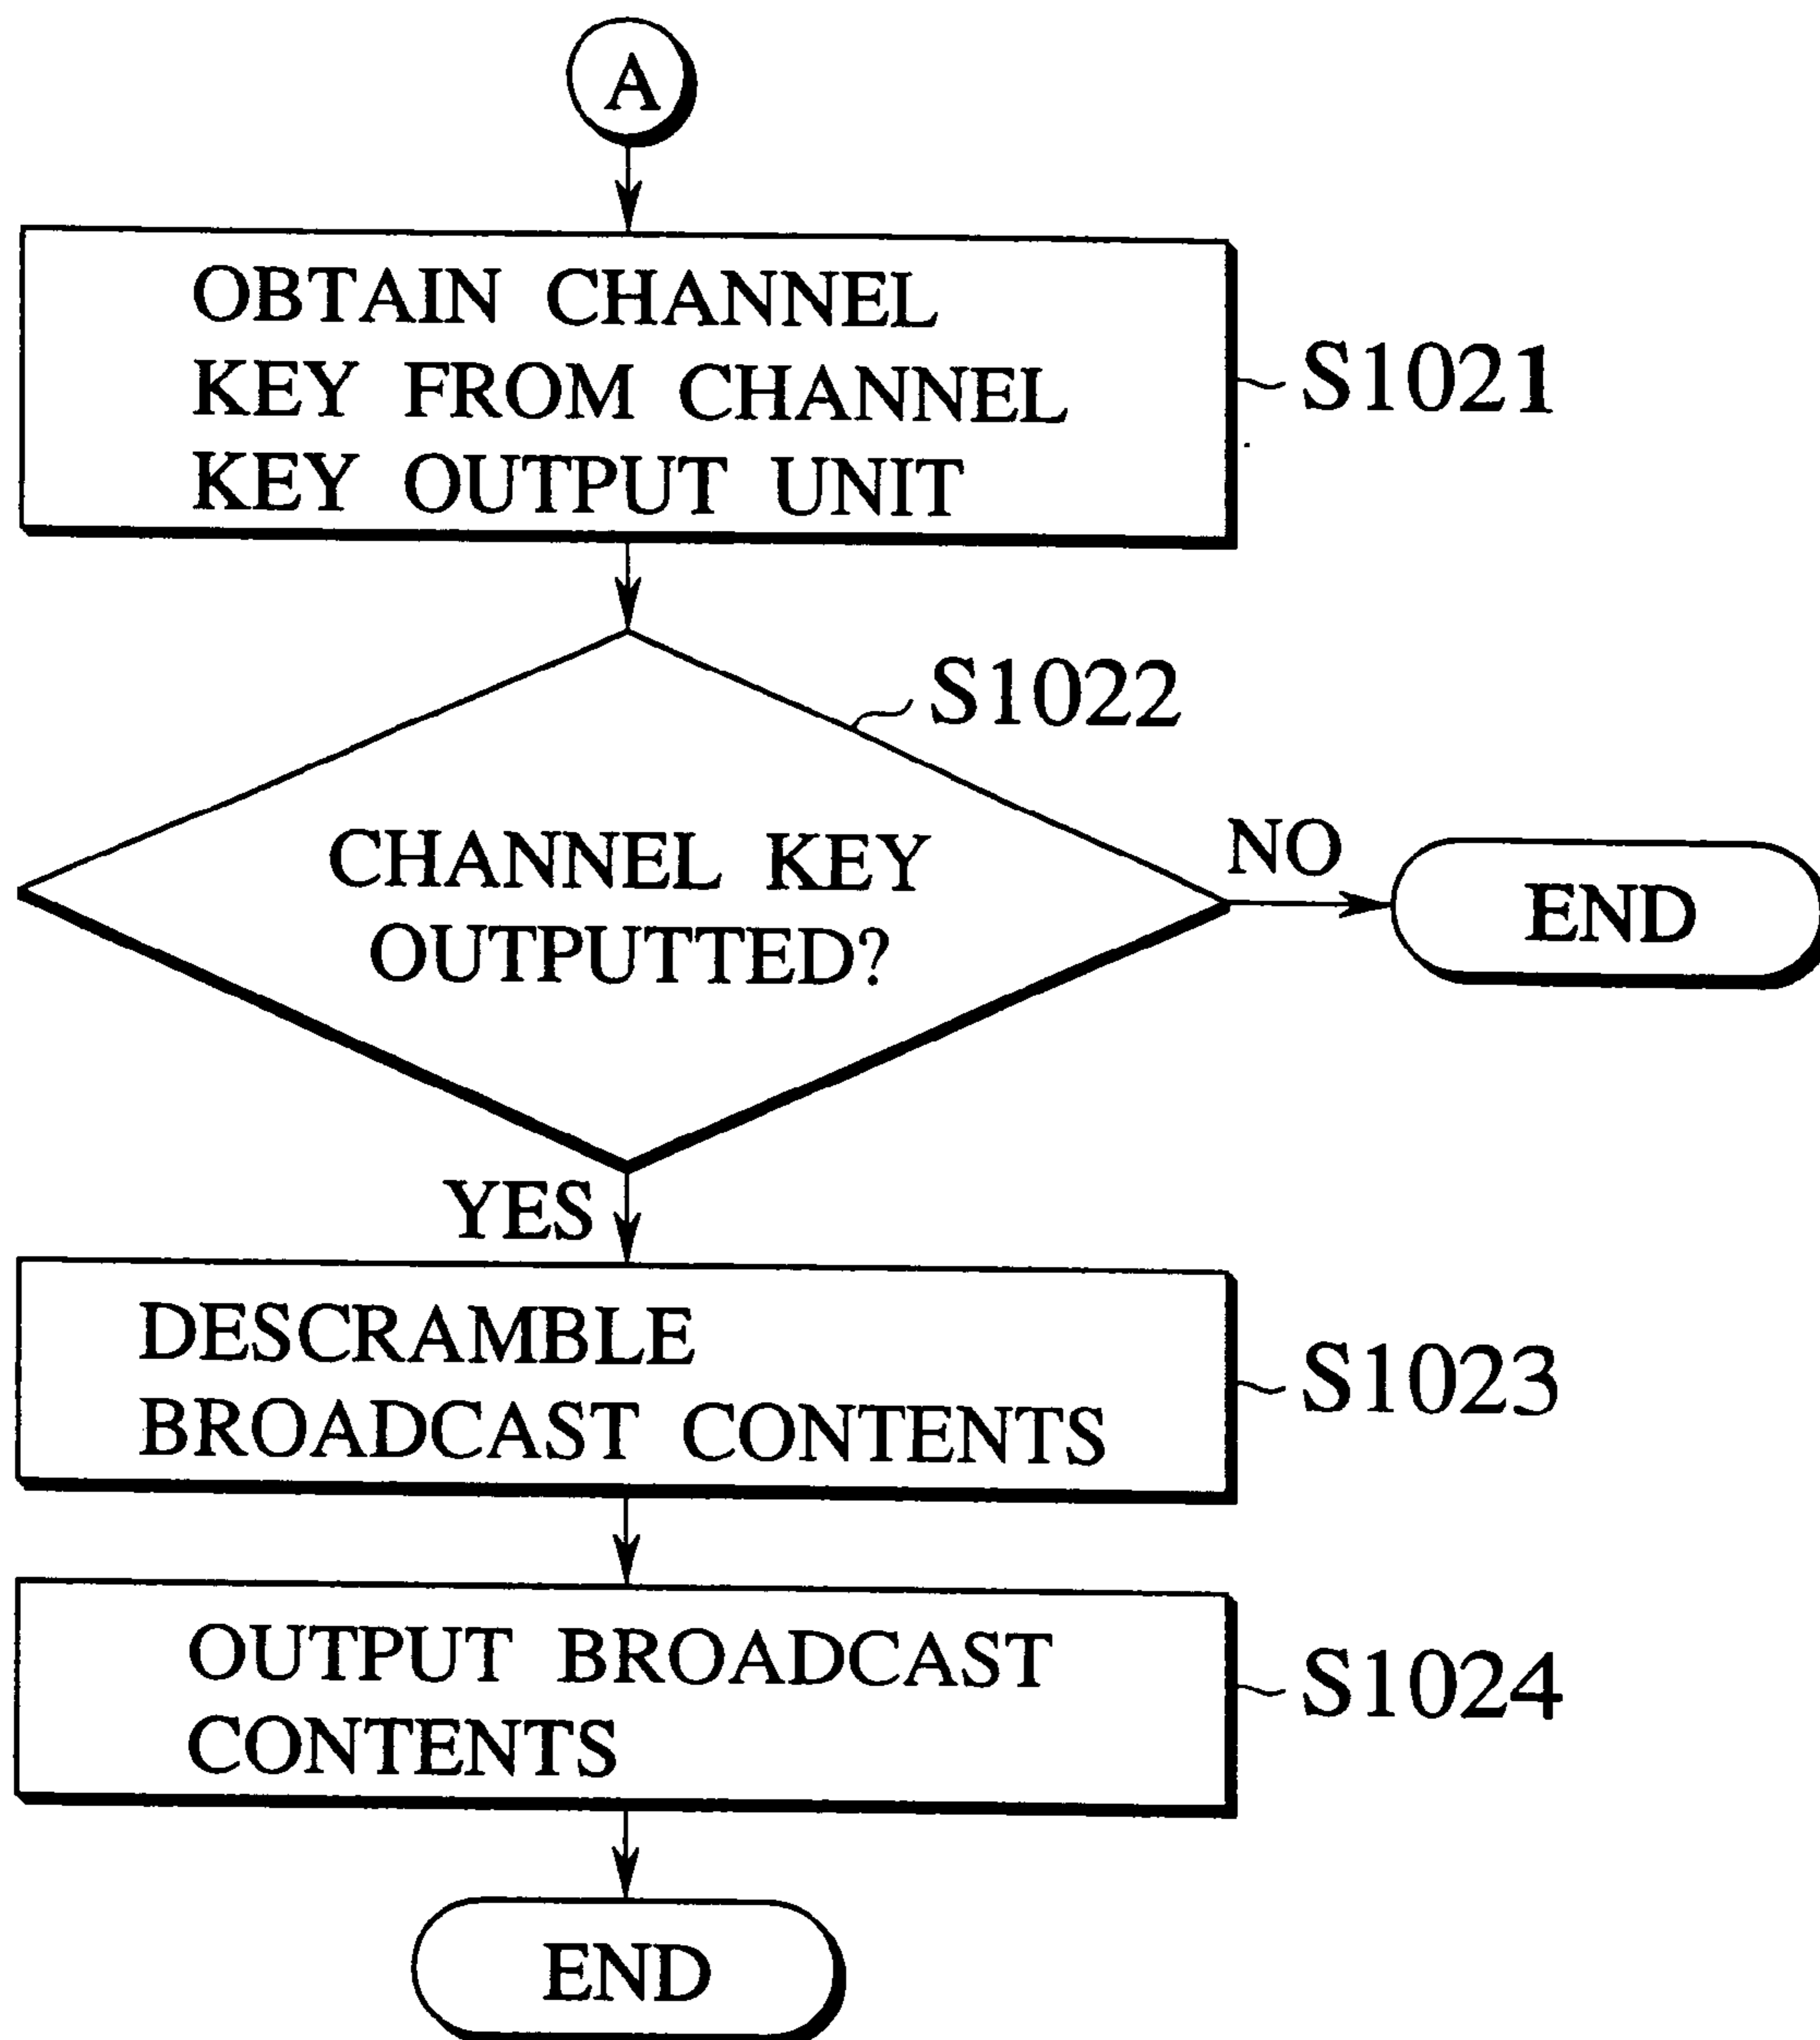 A
OBTAIN CHANNEL
KEY FROM CHANNEL
KEY OUTPUT UNIT
S1021
S1022
CHANNEL KEY
OUTPUTTED?
NO
END
YES
DESCRAMBLE
BROADCAST CONTENTS
S1023
OUTPUT BROADCAST
CONTENTS
S1024
END